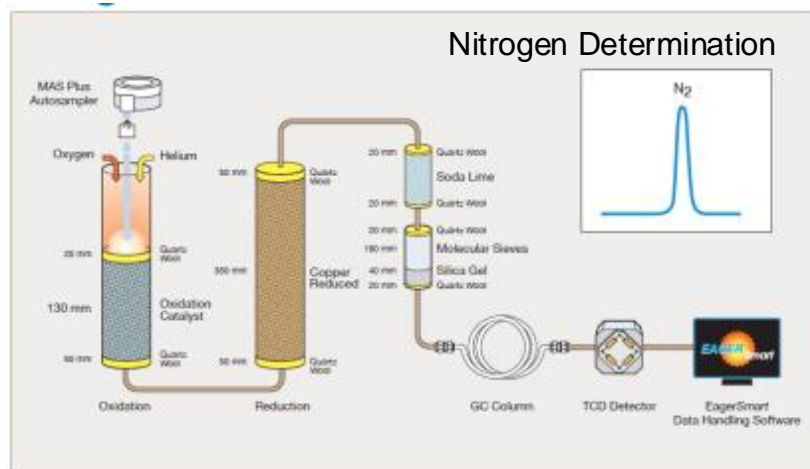 Nitrogen Determination
MAS Plus
Autosampler
Oxygen
Helium
20 mm
Quartz
Wool
130 mm
Oxidation
Catalyst
50 mm
Quartz
Wool
Oxidation
50 mm
Quartz
Wool
350 mm
Copper
Reduced
50 mm
Quartz
Wool
Reduction
20 mm
Quartz Wool
Soda Lime
20 mm
Quartz Wool
20 mm
Quartz Wool
Molecular Sieves
40 mm
Silica Gel
20 mm
Quartz Wool
N2
GC Column
TCD Detector
EAGER
smart
EagerSmart
Data Handling Software